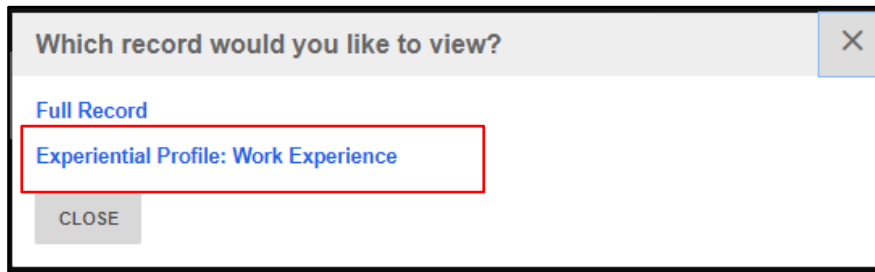 Which record would you like to view?
Full Record
Experiential Profile: Work Experience
CLOSE